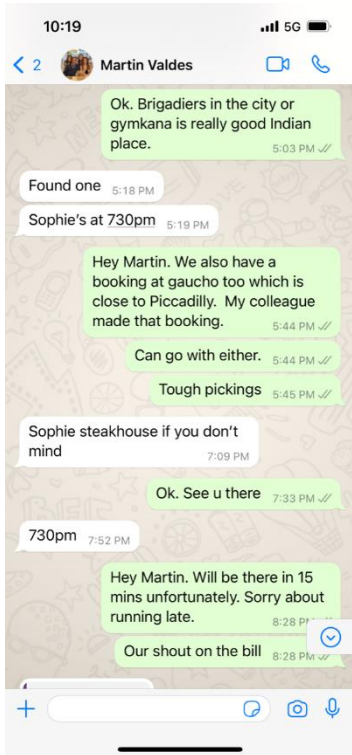 10:19
5G
2
Martin Valdes
Ok. Brigadiers in the city or
gymkana is really good Indian
place.
5:03 PM
Found one 5:18 PM
Sophie's at 730pm 5:19 PM
Hey Martin. We also have a
booking at gaucho too which is
close to Piccadilly.  My colleague
made that booking.
5:44 PM
Can go with either. 5:44 PM
Tough pickings 5:45 PM
Sophie steakhouse if you don't
mind
7:09 PM
Ok. See u there 7:33 PM
730pm 7:52 PM
Hey Martin. Will be there in 15
mins unfortunately. Sorry about
running late.
8:28 PM
Our shout on the bill 8:28 PM